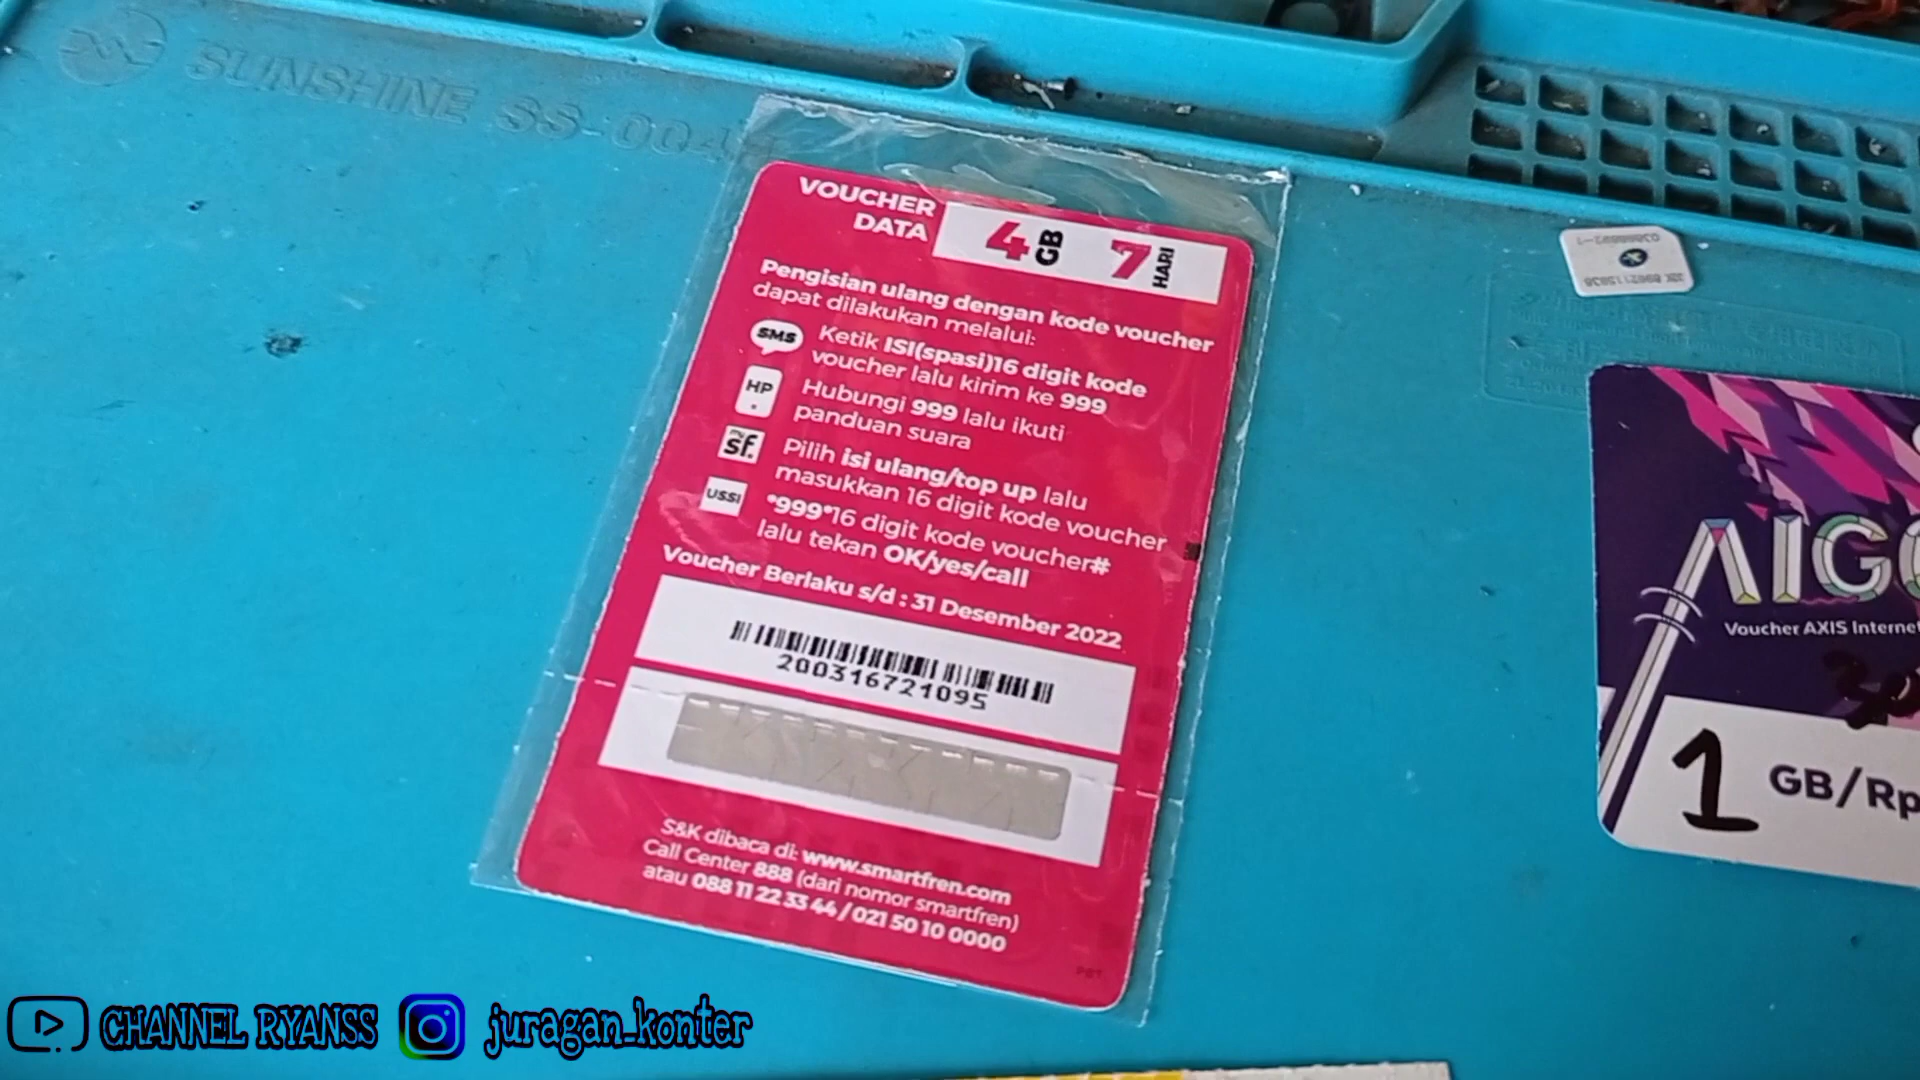 SUNSHINE SS-004
VOUCHER
DATA
4 GB 7 HARI
Pengisian ulang dengan kode voucher
dapat dilakukan melalui:
SMS
Ketik ISI(spasi)16 digit kode
voucher lalu kirim ke 999
HP
Hubungi 999 lalu ikuti
panduan suara
my
sf.
Pilih isi ulang/top up lalu
masukkan 16 digit kode voucher
USSI
*999*16 digit kode voucher#
lalu tekan OK/yes/call
Voucher Berlaku s/d : 31 Desember 2022
200316721095
S&K dibaca di: www.smartfren.com
Call Center 888 (dari nomor smartfren)
atau 088 11 22 33 44 / 021 50 10 0000
PBT
AIGO
Voucher AXIS Internet
1 GB/Rp
CHANNEL RYANSS
juragan_konter